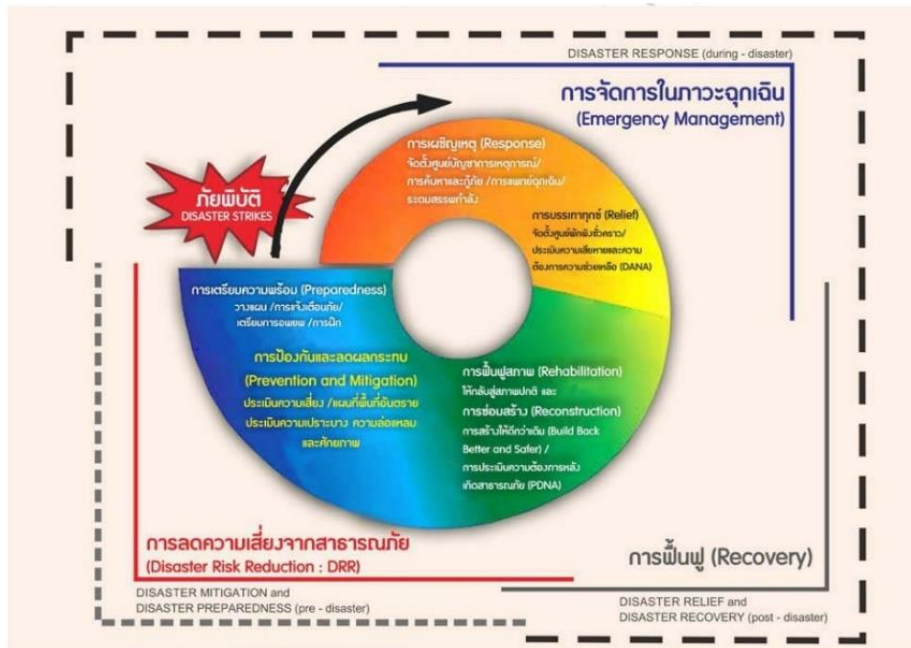 DISASTER RESPONSE (during - disaster)
การจัดการในภาวะฉุกเฉิน
(Emergency Management)
การเผชิญเหตุ (Response)
จัดตั้งศูนย์บัญชาการเหตุการณ์/
การค้นหาและกู้ภัย /การแพทย์ฉุกเฉิน/
ระดมสรรพกำลัง
ภัยพิบัติ
DISASTER STRIKES
การบรรเทาทุกข์ (Relief)
จัดตั้งศูนย์พักพิงชั่วคราว/
ประเมินความเสียหายและความ
ต้องการความช่วยเหลือ (DANA)
การเตรียมความพร้อม (Preparedness)
วางแผน /การแจ้งเตือนภัย/
เตรียมการอพยพ /การฝึก
การป้องกันและลดผลกระทบ
(Prevention and Mitigation)
ประเมินความเสี่ยง /แผนที่พื้นที่อันตราย
ประเมินความเปราะบาง ความล่อแหลม
และศักยภาพ
การฟื้นฟูสภาพ (Rehabilitation)
ให้กลับสู่สภาพปกติ และ
การซ่อมสร้าง (Reconstruction)
การสร้างให้ดีกว่าเดิม (Build Back
Better and Safer) /
การประเมินความต้องการหลัง
เกิดสาธารณภัย (PDNA)
การลดความเสี่ยงจากสาธารณภัย
(Disaster Risk Reduction : DRR)
DISASTER MITIGATION and
DISASTER PREPAREDNESS (pre - disaster)
การฟื้นฟู (Recovery)
DISASTER RELIEF and
DISASTER RECOVERY (post - disaster)